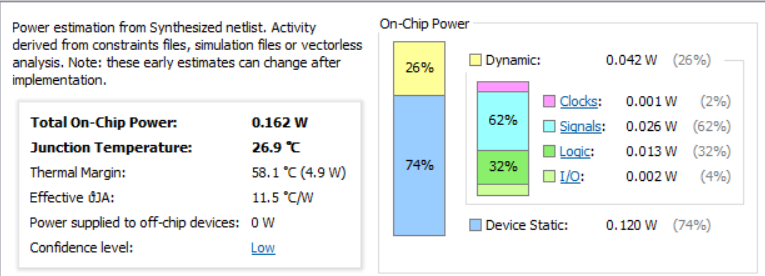 Power estimation from Synthesized netlist. Activity
derived from constraints files, simulation files or vectorless
analysis. Note: these early estimates can change after
implementation.
Total On-Chip Power: 0.162 W
Junction Temperature: 26.9 °C
Thermal Margin: 58.1 °C (4.9 W)
Effective ϑJA: 11.5 °C/W
Power supplied to off-chip devices: 0 W
Confidence level: Low
On-Chip Power
26%
74%
Dynamic: 0.042 W (26%)
62%
32%
Clocks: 0.001 W (2%)
Signals: 0.026 W (62%)
Logic: 0.013 W (32%)
I/O: 0.002 W (4%)
Device Static: 0.120 W (74%)